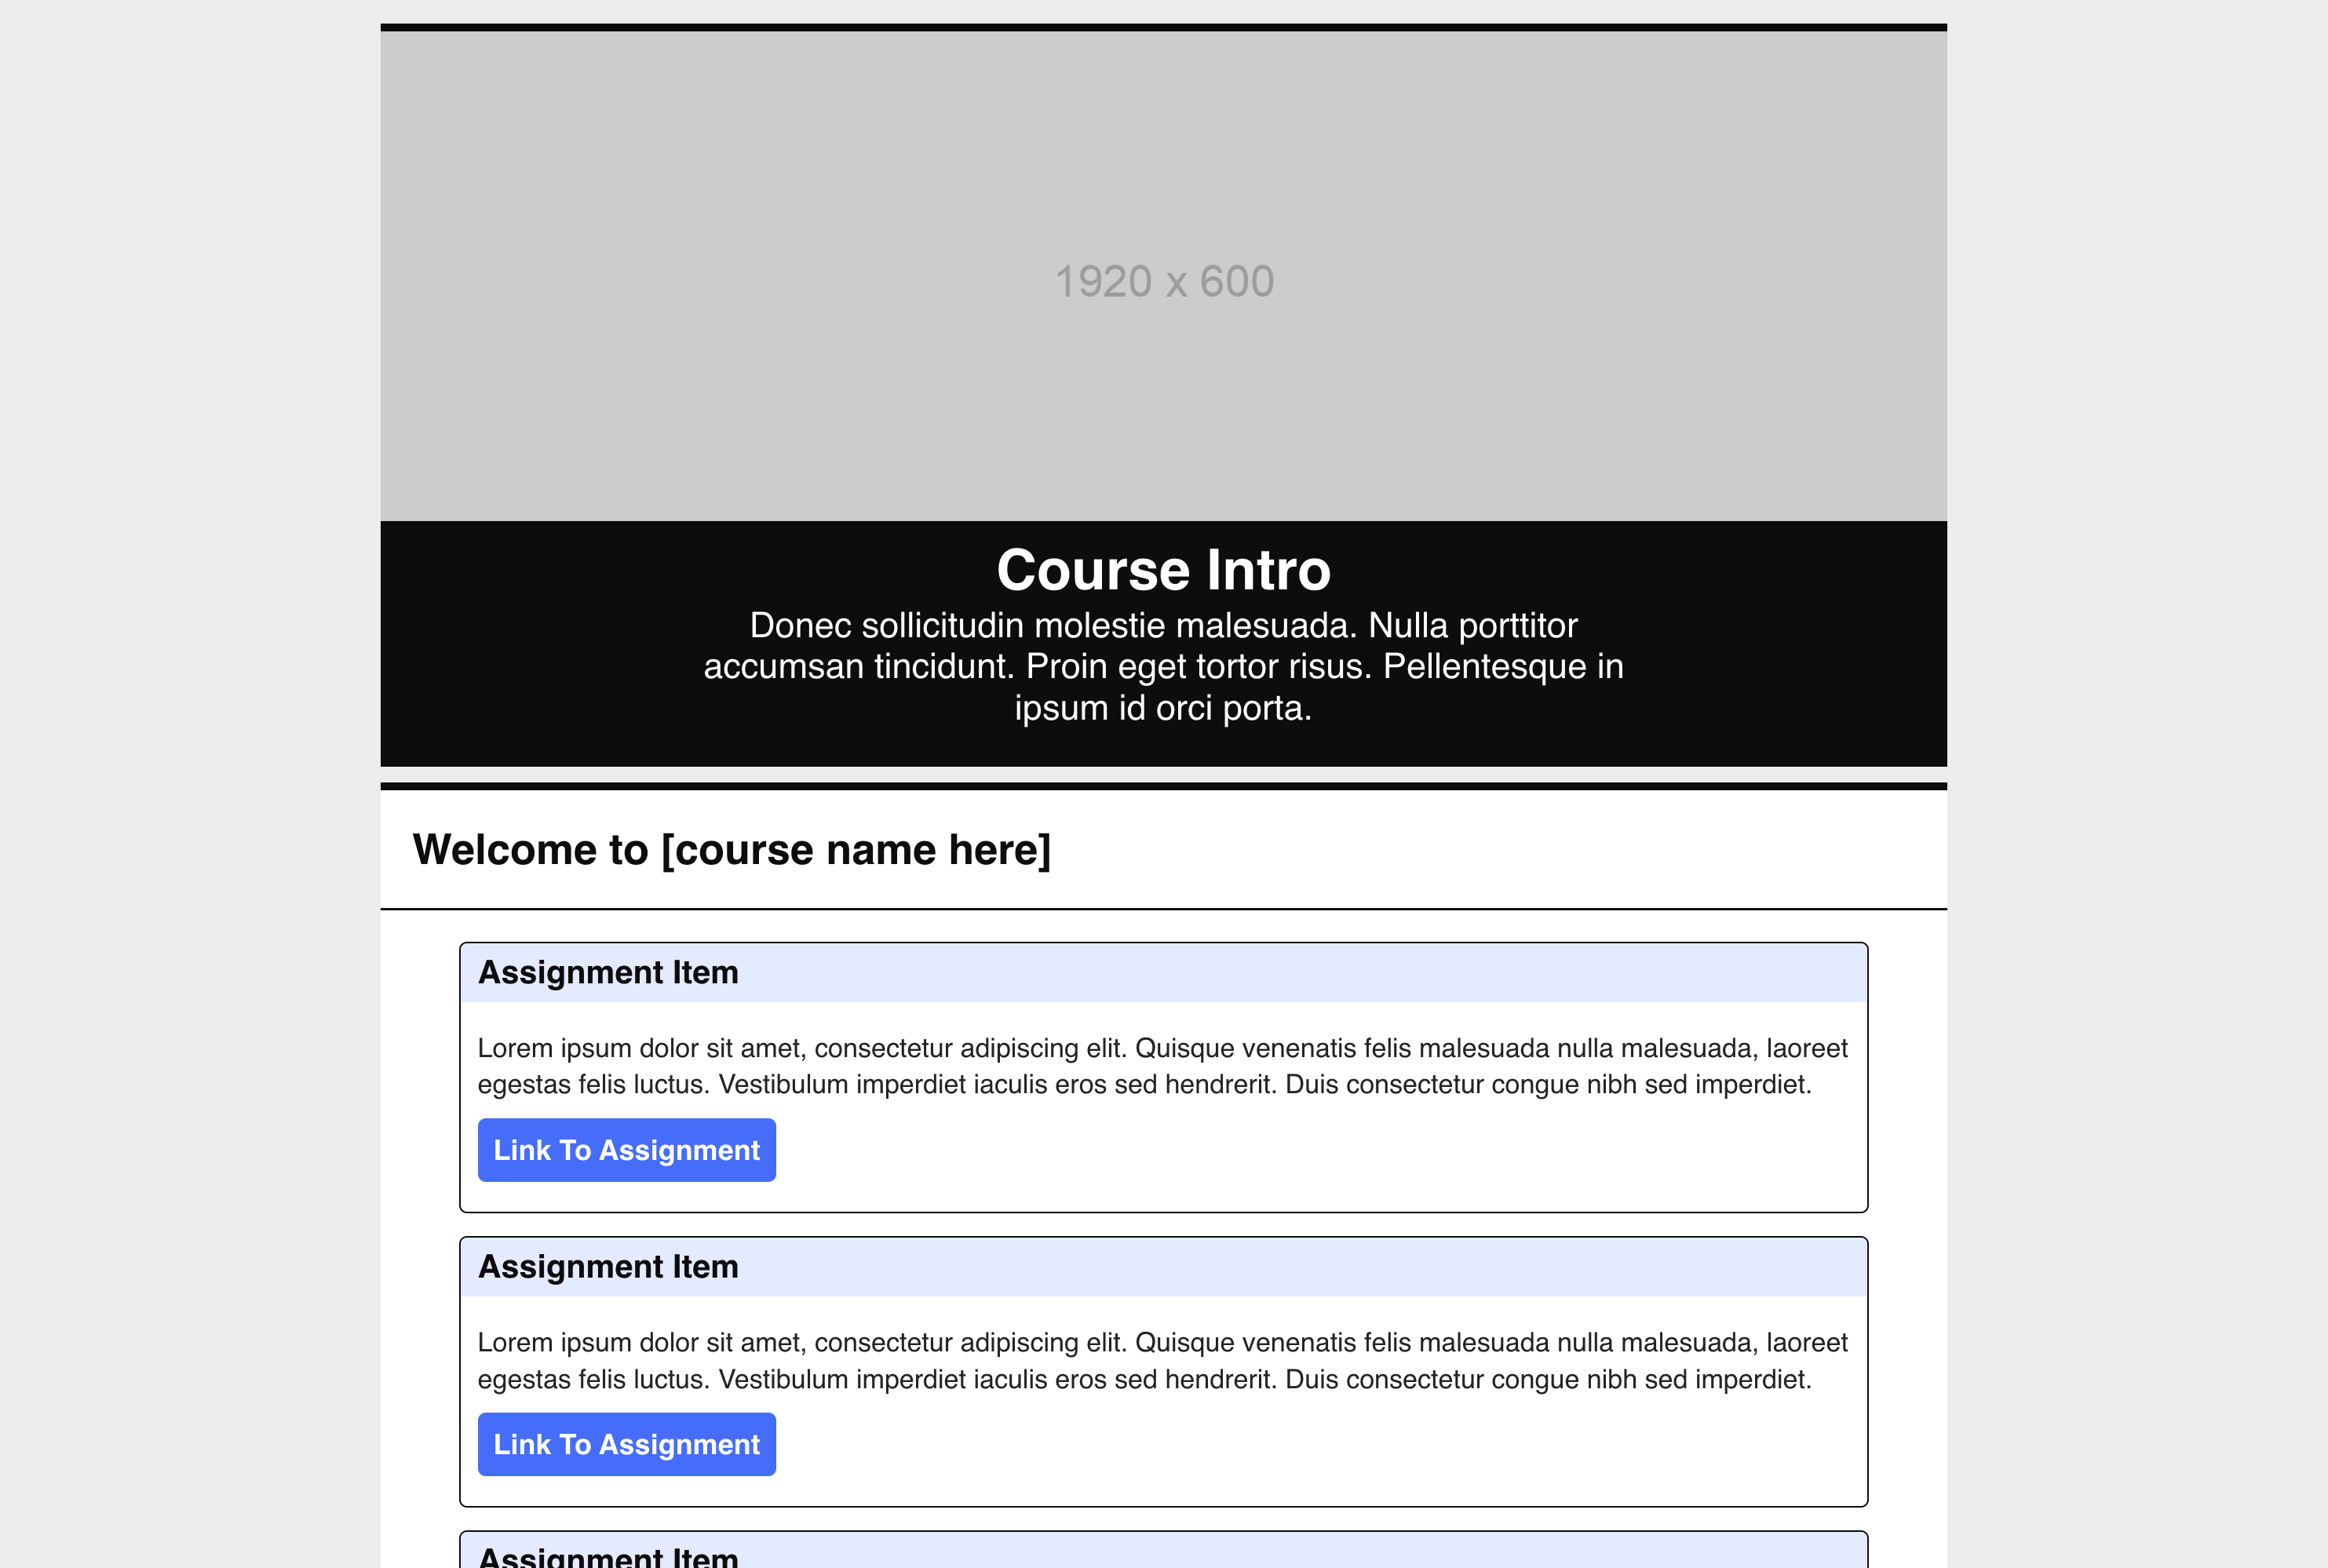 1920 x 600
Course Intro
Donec sollicitudin molestie malesuada. Nulla porttitor
accumsan tincidunt. Proin eget tortor risus. Pellentesque in
ipsum id orci porta.
Welcome to [course name here]
Assignment Item
Lorem ipsum dolor sit amet, consectetur adipiscing elit. Quisque venenatis felis malesuada nulla malesuada, laoreet
egestas felis luctus. Vestibulum imperdiet iaculis eros sed hendrerit. Duis consectetur congue nibh sed imperdiet.
Link To Assignment
Assignment Item
Lorem ipsum dolor sit amet, consectetur adipiscing elit. Quisque venenatis felis malesuada nulla malesuada, laoreet
egestas felis luctus. Vestibulum imperdiet iaculis eros sed hendrerit. Duis consectetur congue nibh sed imperdiet.
Link To Assignment
Assignment Item